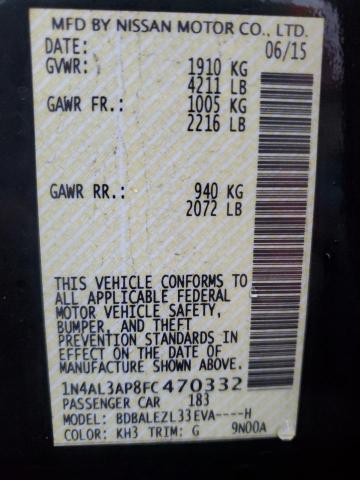 MFD BY NISSAN MOTOR CO., LTD.
DATE: 06/15
GVWR: 1910 KG
4211 LB
GAWR FR.: 1005 KG
2216 LB
GAWR RR.: 940 KG
2072 LB
THIS VEHICLE CONFORMS TO
ALL APPLICABLE FEDERAL
MOTOR VEHICLE SAFETY,
BUMPER, AND THEFT
PREVENTION STANDARDS IN
EFFECT ON THE DATE OF
MANUFACTURE SHOWN ABOVE.
1N4AL3AP8FC470332
PASSENGER CAR 183
MODEL: BDBALEZL33EVA----H
COLOR: KH3 TRIM: G 9N00A